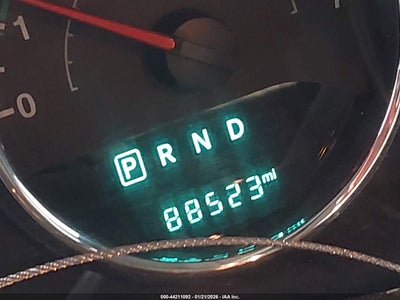 1
0
P R N D
88523 mi
000-44211092 - 01/21/2026 - IAA Inc.